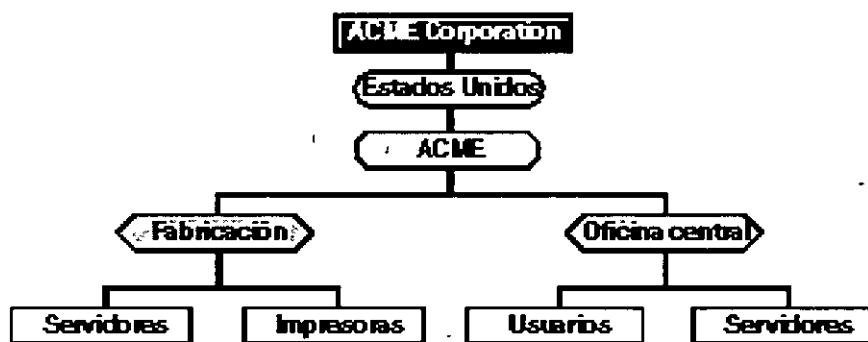 ACME Corporation
Estados Unidos
ACME
Fabricación
Oficina central
Servidores
Impresoras
Usuarios
Servidores